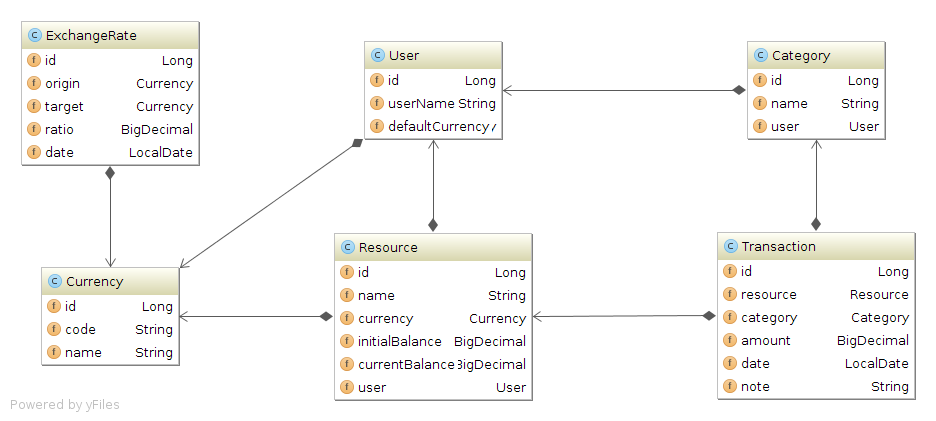 C ExchangeRate
f id Long
f origin Currency
f target Currency
f ratio BigDecimal
f date LocalDate
C User
f id Long
f userName String
f defaultCurrency
C Category
f id Long
f name String
f user User
C Currency
f id Long
f code String
f name String
C Resource
f id Long
f name String
f currency Currency
f initialBalance BigDecimal
f currentBalance BigDecimal
f user User
C Transaction
f id Long
f resource Resource
f category Category
f amount BigDecimal
f date LocalDate
f note String
Powered by yFiles